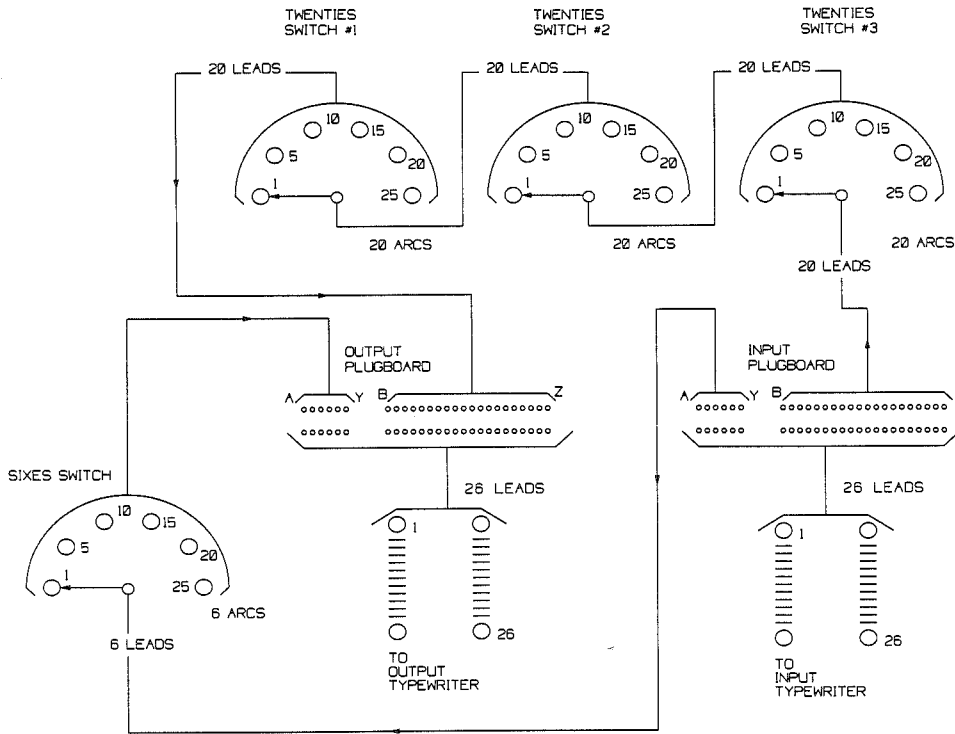 TWENTIES
SWITCH #1
TWENTIES
SWITCH #2
TWENTIES
SWITCH #3
20 LEADS
20 LEADS
20 LEADS
1
5
10
15
20
25
1
5
10
15
20
25
1
5
10
15
20
25
20 ARCS
20 ARCS
20 ARCS
20 LEADS
OUTPUT
PLUGBOARD
INPUT
PLUGBOARD
A
Y
B
Z
A
Y
B
SIXES SWITCH
1
5
10
15
20
25
6 ARCS
6 LEADS
26 LEADS
1
26
TO
OUTPUT
TYPEWRITER
26 LEADS
1
26
TO
INPUT
TYPEWRITER